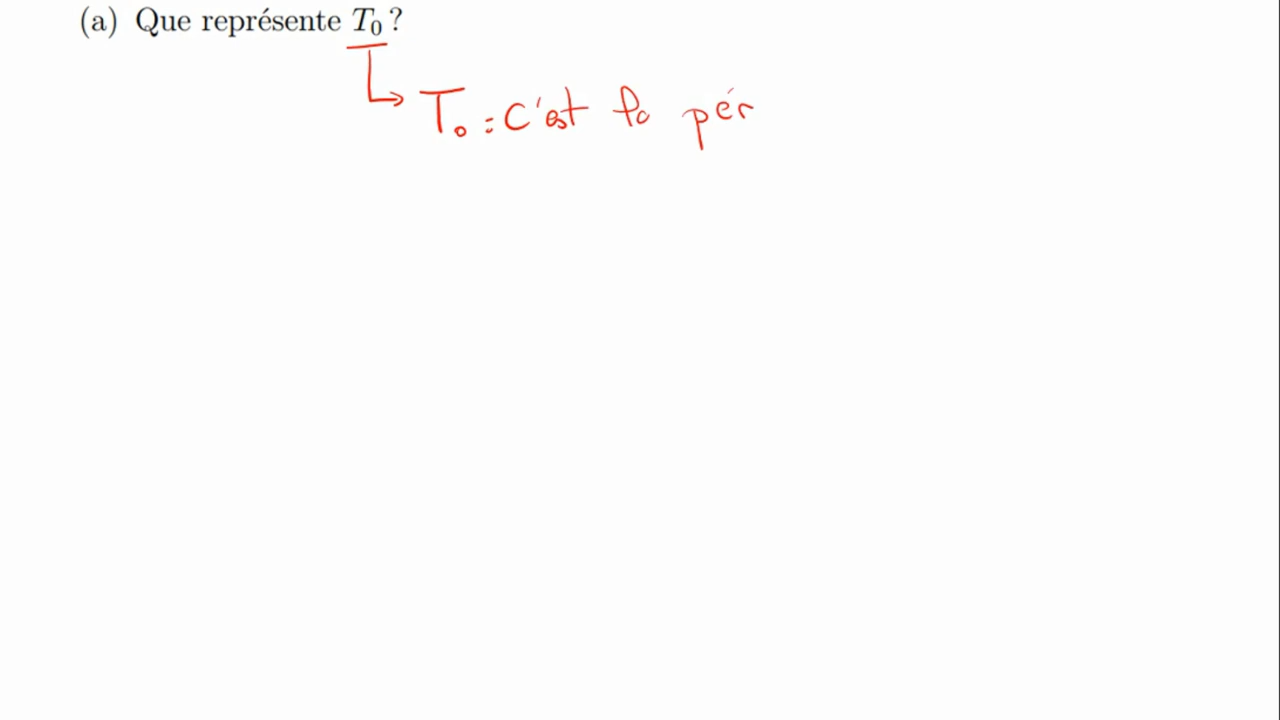 (a) Que représente T₀ ?
T₀ : C'est la pér